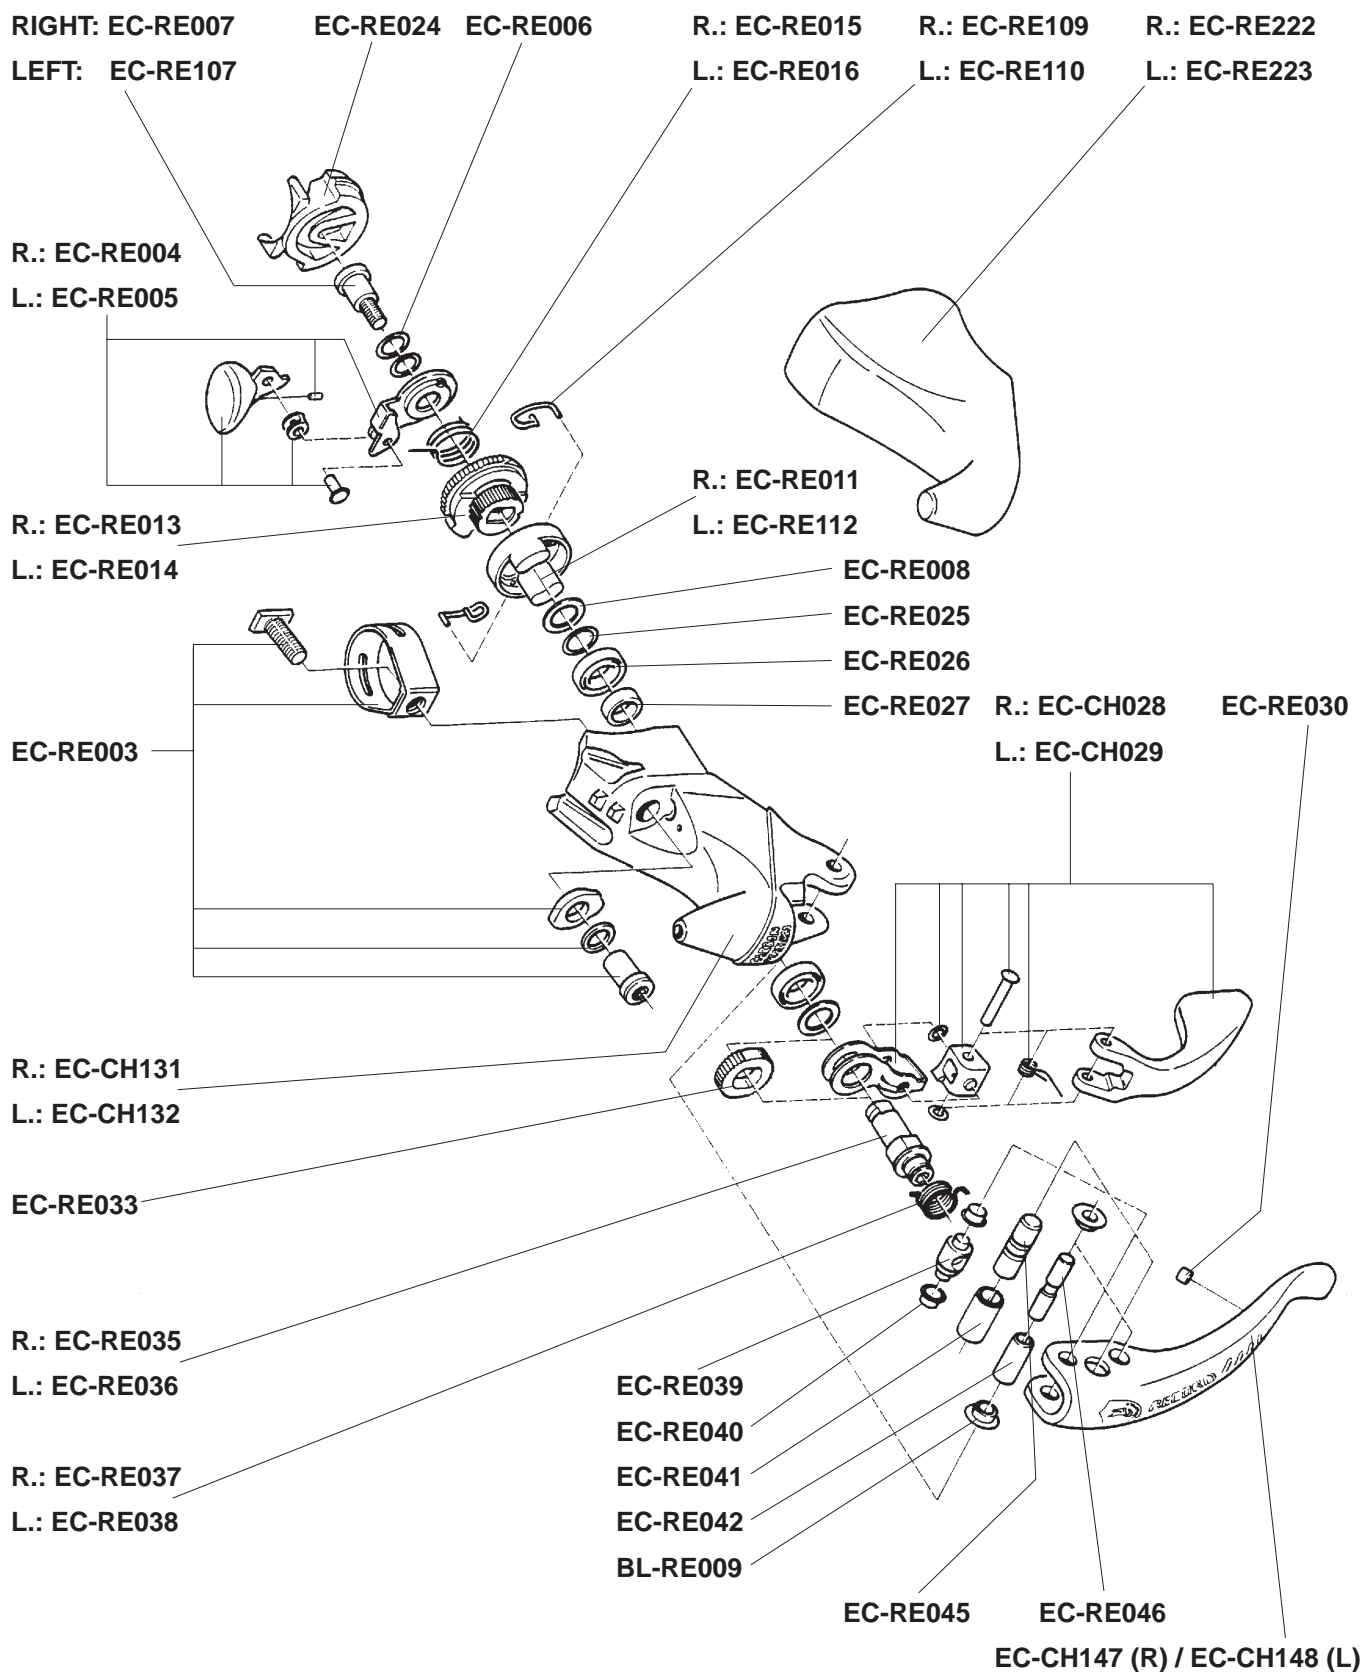 RIGHT: EC-RE007 EC-RE024 EC-RE006 R.: EC-RE015 R.: EC-RE109 R.: EC-RE222
LEFT: EC-RE107 L.: EC-RE016 L.: EC-RE110 L.: EC-RE223
R.: EC-RE004
L.: EC-RE005
R.: EC-RE011
L.: EC-RE112
R.: EC-RE013
L.: EC-RE014
EC-RE008
EC-RE025
EC-RE026
EC-RE027 R.: EC-CH028 EC-RE030
L.: EC-CH029
EC-RE003
R.: EC-CH131
L.: EC-CH132
EC-RE033
R.: EC-RE035
L.: EC-RE036
RECORD
EC-RE039
EC-RE040
R.: EC-RE037
L.: EC-RE038
EC-RE041
EC-RE042
BL-RE009
EC-RE045 EC-RE046
EC-CH147 (R) / EC-CH148 (L)